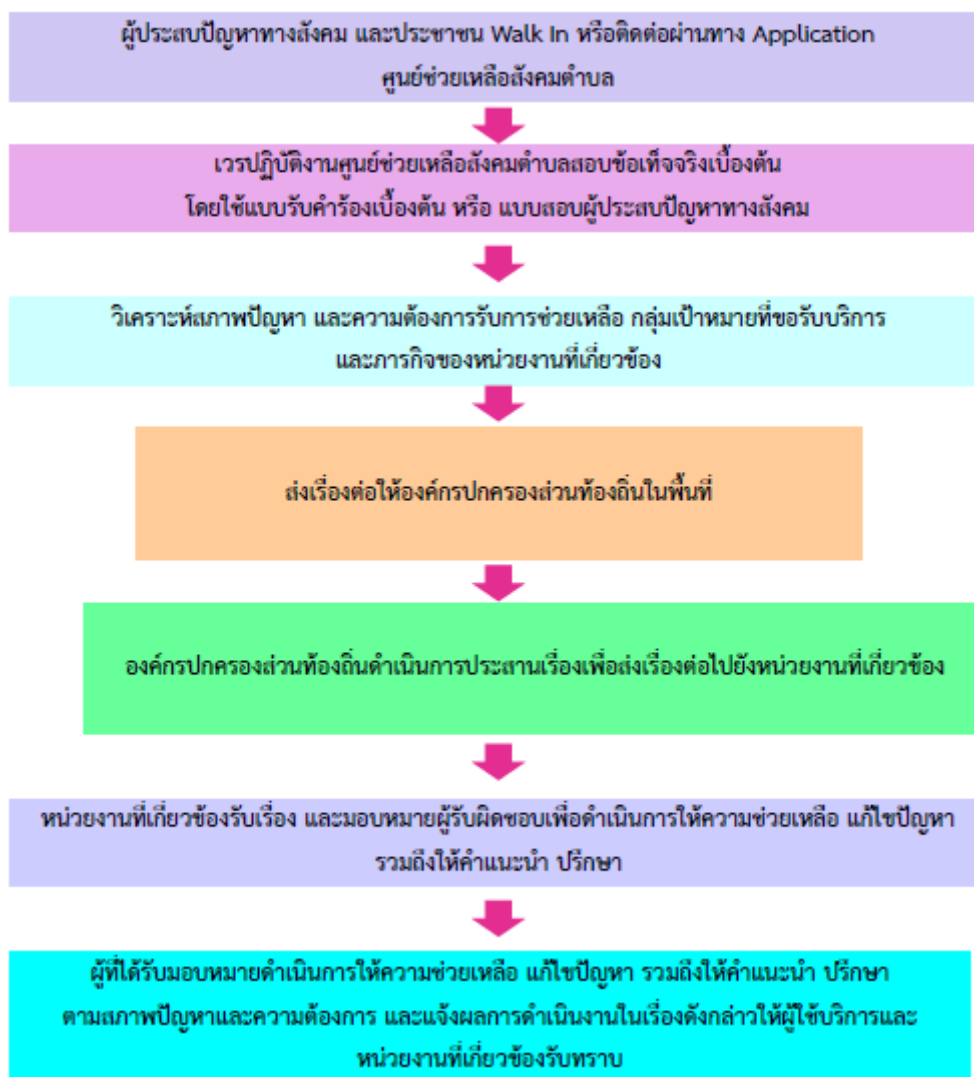 ผู้ประสบปัญหาทางสังคม และประชาชน Walk In หรือติดต่อผ่านทาง Application
ศูนย์ช่วยเหลือสังคมตำบล
เวรปฏิบัติงานศูนย์ช่วยเหลือสังคมตำบลสอบข้อเท็จจริงเบื้องต้น
โดยใช้แบบรับคำร้องเบื้องต้น หรือ แบบสอบผู้ประสบปัญหาทางสังคม
วิเคราะห์สภาพปัญหา และความต้องการรับการช่วยเหลือ กลุ่มเป้าหมายที่ขอรับบริการ
และภารกิจของหน่วยงานที่เกี่ยวข้อง
ส่งเรื่องต่อให้องค์กรปกครองส่วนท้องถิ่นในพื้นที่
องค์กรปกครองส่วนท้องถิ่นดำเนินการประสานเรื่องเพื่อส่งเรื่องต่อไปยังหน่วยงานที่เกี่ยวข้อง
หน่วยงานที่เกี่ยวข้องรับเรื่อง และมอบหมายผู้รับผิดชอบเพื่อดำเนินการให้ความช่วยเหลือ แก้ไขปัญหา
รวมถึงให้คำแนะนำ ปรึกษา
ผู้ที่ได้รับมอบหมายดำเนินการให้ความช่วยเหลือ แก้ไขปัญหา รวมถึงให้คำแนะนำ ปรึกษา
ตามสภาพปัญหาและความต้องการ และแจ้งผลการดำเนินงานในเรื่องดังกล่าวให้ผู้ใช้บริการและ
หน่วยงานที่เกี่ยวข้องรับทราบ